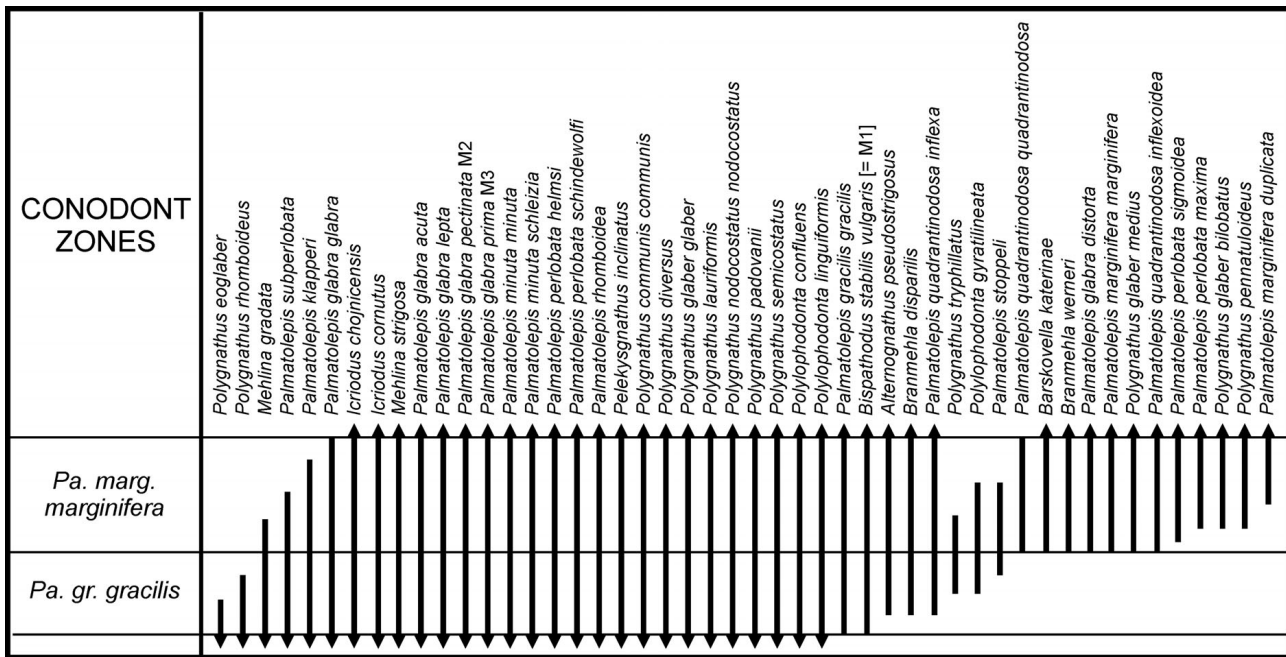 CONODONT
ZONES
Polygnathus eoglaber
Polygnathus rhomboideus
Mehlina gradata
Palmatolepis subperlobata
Palmatolepis klapperi
Palmatolepis glabra glabra
Icriodus chojnicensis
Icriodus cornutus
Mehlina strigosa
Palmatolepis glabra acuta
Palmatolepis glabra lepta
Palmatolepis glabra pectinata M2
Palmatolepis glabra prima M3
Palmatolepis minuta minuta
Palmatolepis minuta schleizia
Palmatolepis perlobata helmsi
Palmatolepis perlobata schindewolfi
Palmatolepis rhomboidea
Pelekysgnathus inclinatus
Polygnathus communis communis
Polygnathus diversus
Polygnathus glaber glaber
Polygnathus lauriformis
Polygnathus nodocostatus nodocostatus
Polygnathus padovanii
Polygnathus semicostatus
Polylophodonta confluens
Polylophodonta linguiformis
Palmatolepis gracilis gracilis
Bispathodus stabilis vulgaris [= M1]
Alternognathus pseudostrigosus
Branmehla disparilis
Palmatolepis quadrantinodosa inflexa
Polygnathus tryphillatus
Polylophodonta gyratilineata
Palmatolepis stoppeli
Palmatolepis quadrantinodosa quadrantinodosa
Barskovella katerinae
Branmehla werneri
Palmatolepis glabra distorta
Palmatolepis marginifera marginifera
Polygnathus glaber medius
Palmatolepis quadrantinodosa inflexoidea
Palmatolepis perlobata sigmoidea
Palmatolepis perlobata maxima
Polygnathus glaber bilobatus
Polygnathus pennatuloideus
Palmatolepis marginifera duplicata
Pa. marg.
marginifera
Pa. gr. gracilis